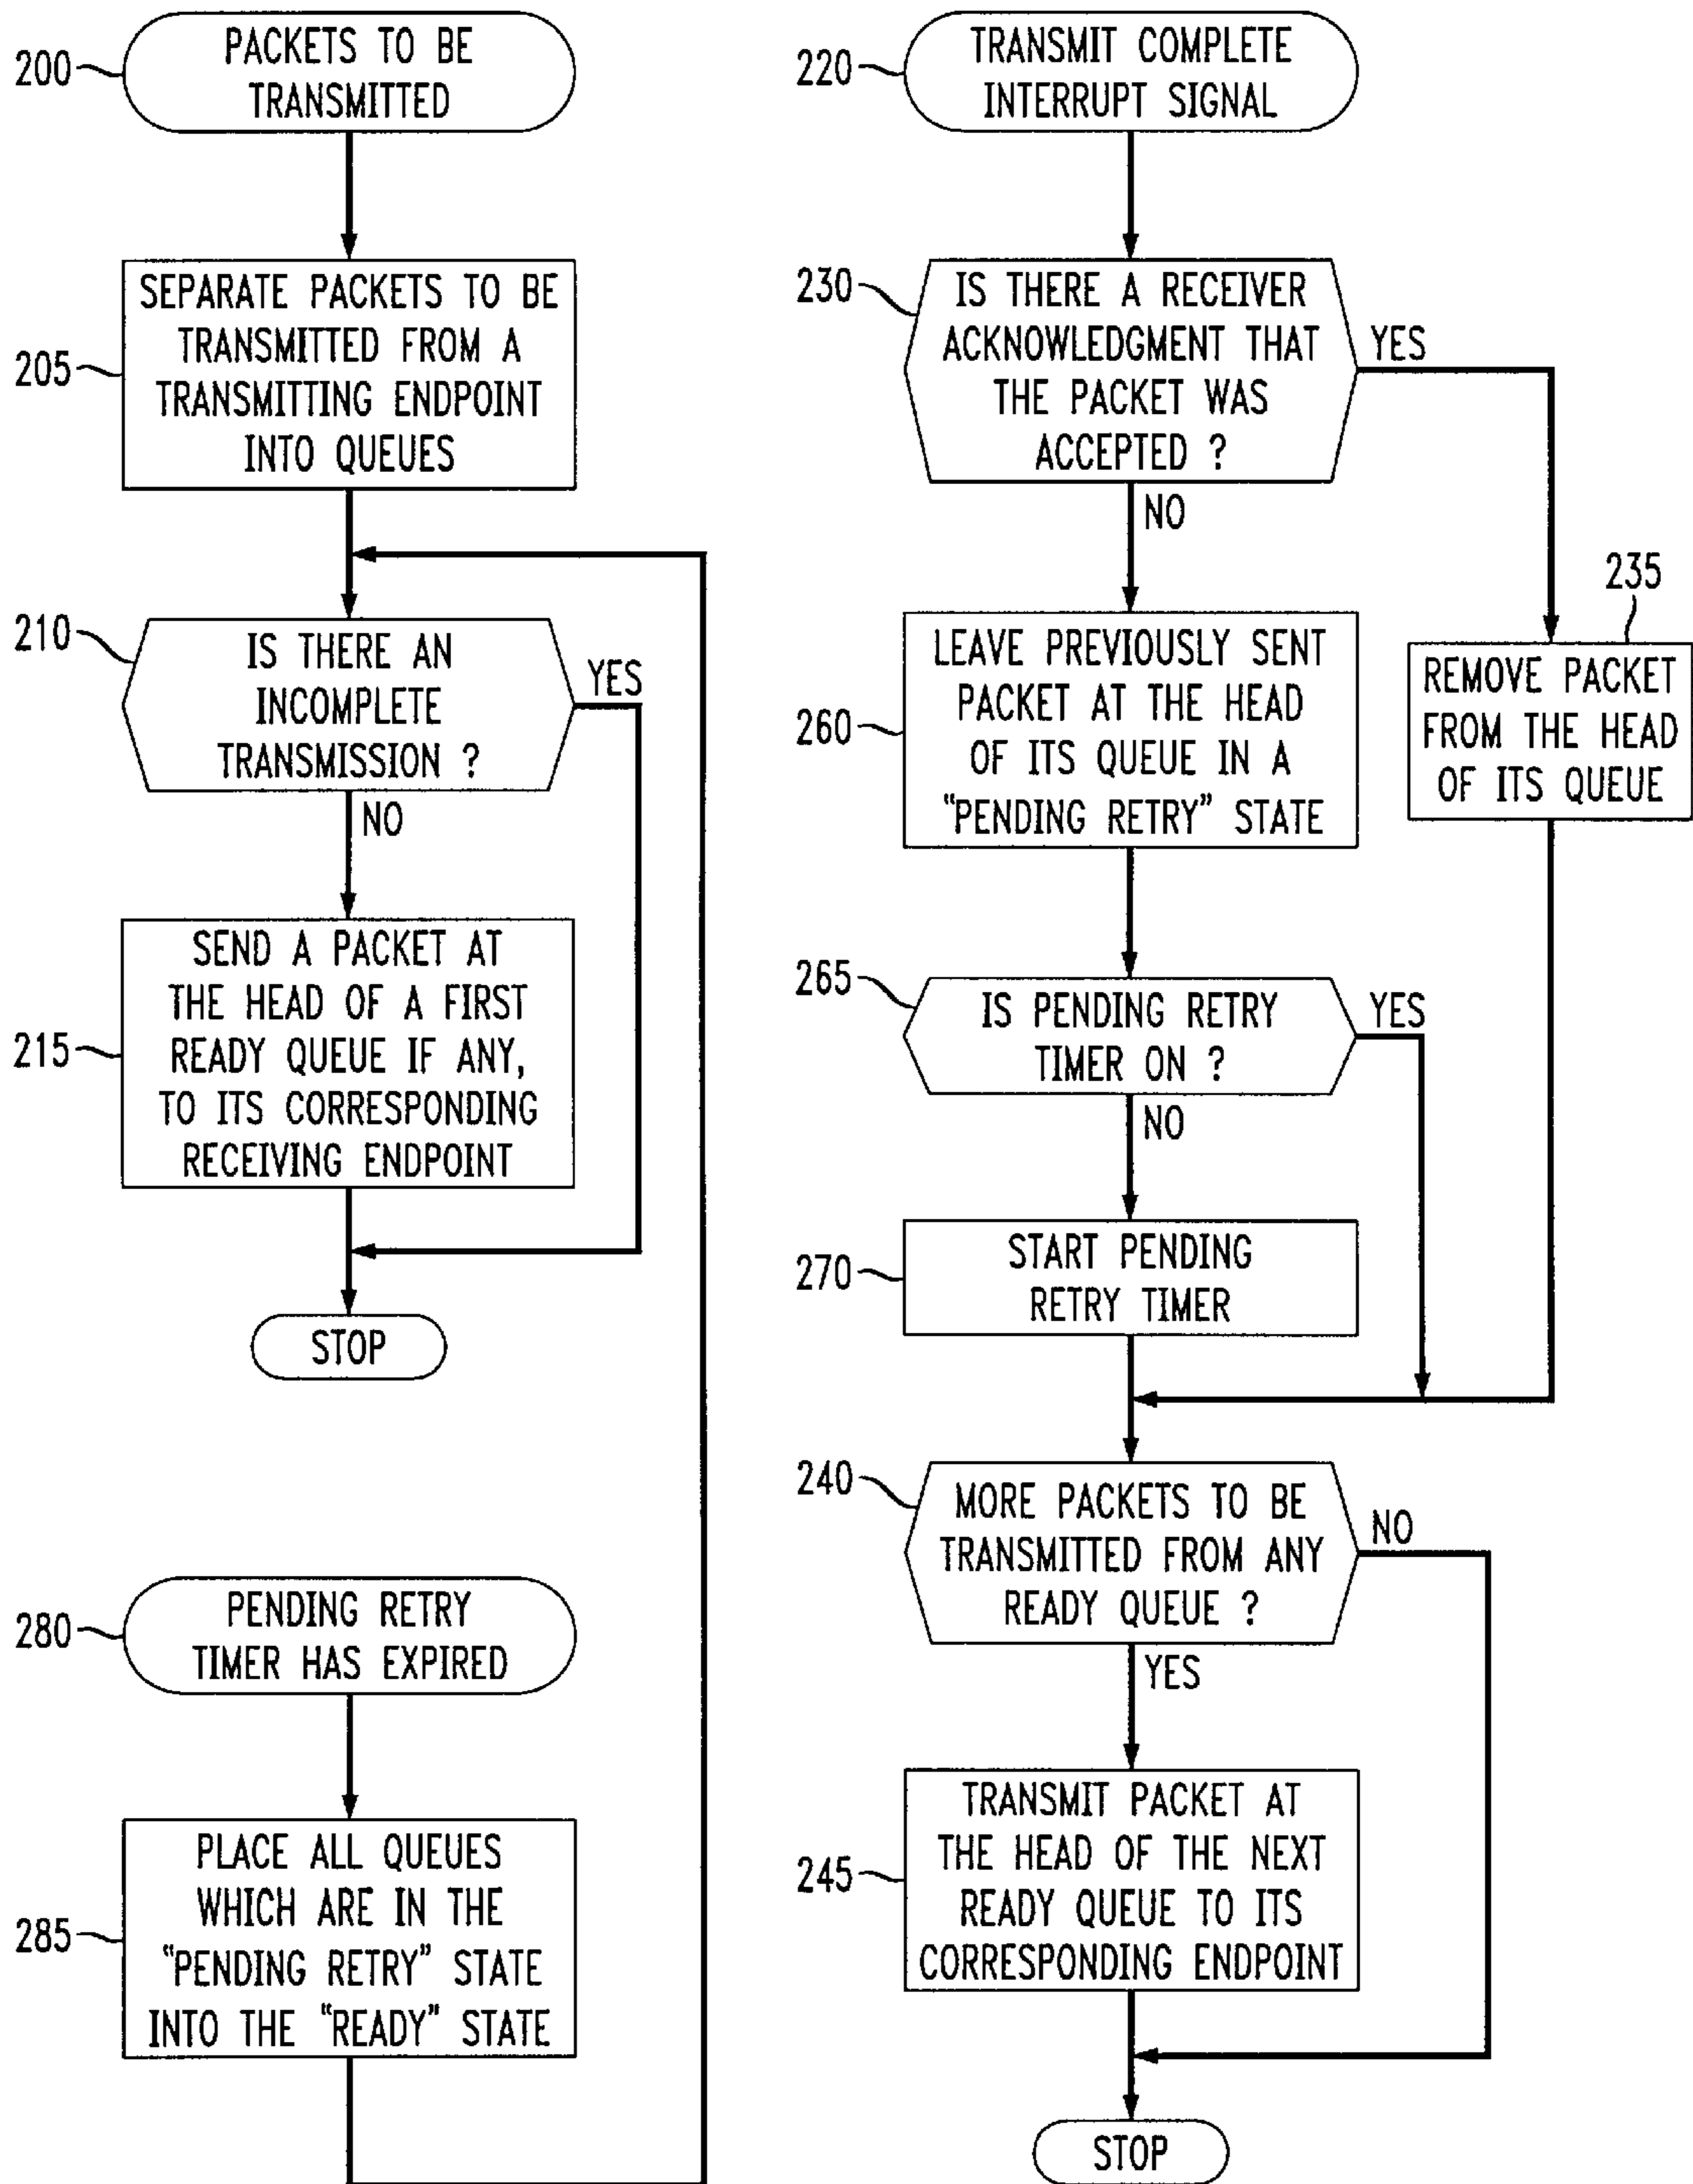 200
PACKETS TO BE
TRANSMITTED
205
SEPARATE PACKETS TO BE
TRANSMITTED FROM A
TRANSMITTING ENDPOINT
INTO QUEUES
210
IS THERE AN
INCOMPLETE
TRANSMISSION ?
YES
NO
215
SEND A PACKET AT
THE HEAD OF A FIRST
READY QUEUE IF ANY,
TO ITS CORRESPONDING
RECEIVING ENDPOINT
STOP
280
PENDING RETRY
TIMER HAS EXPIRED
285
PLACE ALL QUEUES
WHICH ARE IN THE
"PENDING RETRY" STATE
INTO THE "READY" STATE
220
TRANSMIT COMPLETE
INTERRUPT SIGNAL
230
IS THERE A RECEIVER
ACKNOWLEDGMENT THAT
THE PACKET WAS
ACCEPTED ?
YES
NO
235
REMOVE PACKET
FROM THE HEAD
OF ITS QUEUE
260
LEAVE PREVIOUSLY SENT
PACKET AT THE HEAD
OF ITS QUEUE IN A
"PENDING RETRY" STATE
265
IS PENDING RETRY
TIMER ON ?
YES
NO
270
START PENDING
RETRY TIMER
240
MORE PACKETS TO BE
TRANSMITTED FROM ANY
READY QUEUE ?
NO
YES
245
TRANSMIT PACKET AT
THE HEAD OF THE NEXT
READY QUEUE TO ITS
CORRESPONDING ENDPOINT
STOP